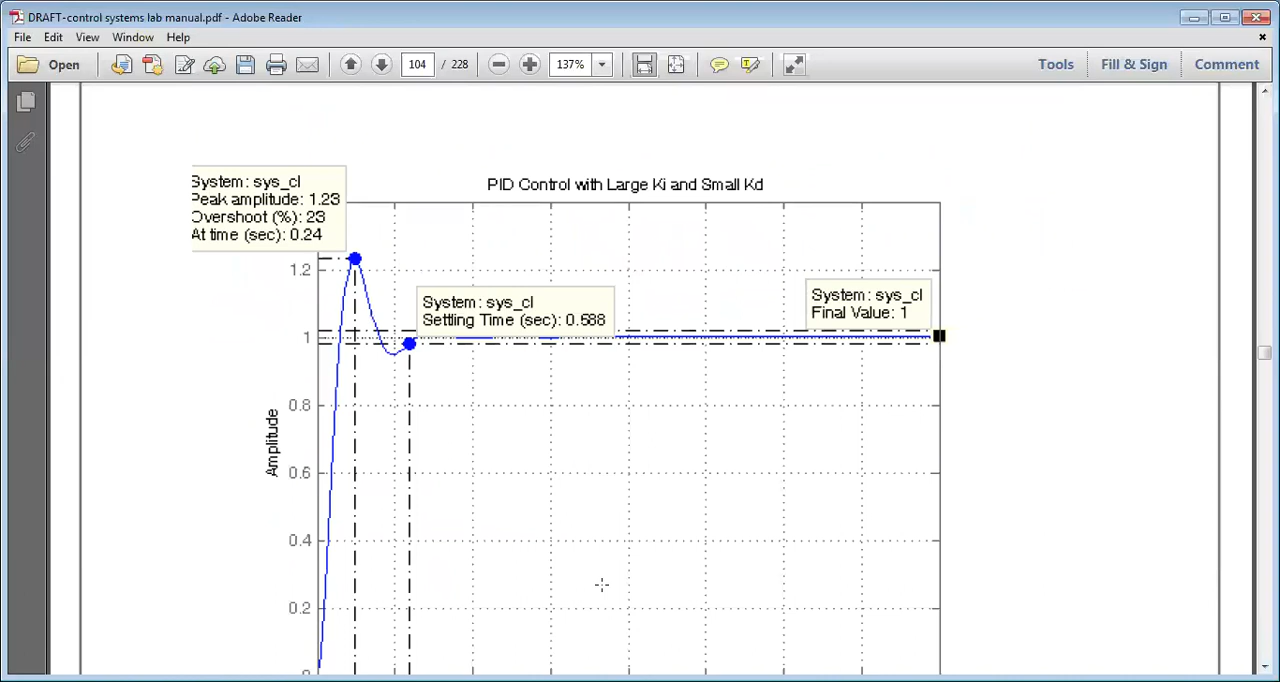 DRAFT-control systems lab manual.pdf - Adobe Reader
File Edit View Window Help
Open 104 / 228 137% Tools Fill & Sign Comment
PID Control with Large Ki and Small Kd
System: sys_cl
Peak amplitude: 1.23
Overshoot (%): 23
At time (sec): 0.24
System: sys_cl
Settling Time (sec): 0.588
System: sys_cl
Final Value: 1
1.2
1
0.8
0.6
0.4
0.2
0
Amplitude